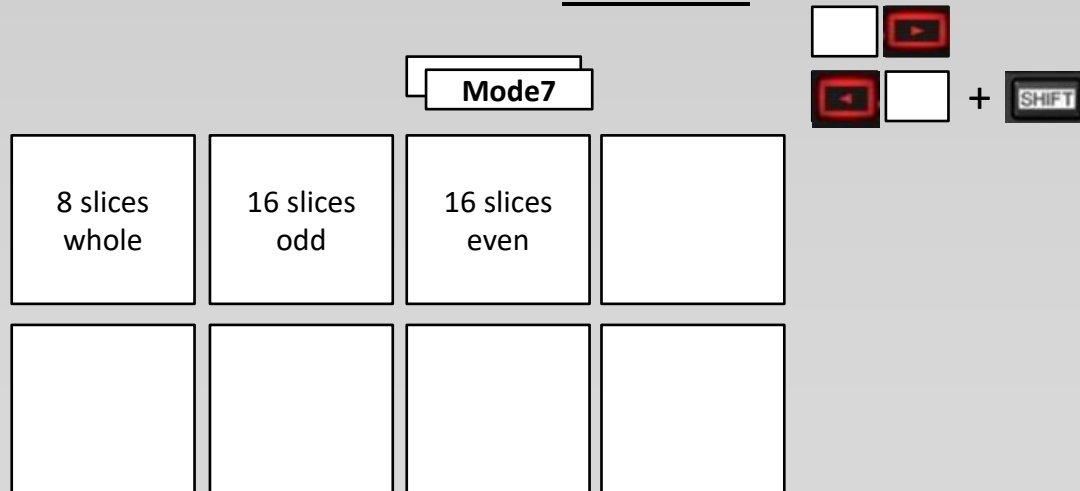 Mode7
+ SHIFT
8 slices
whole
16 slices
odd
16 slices
even